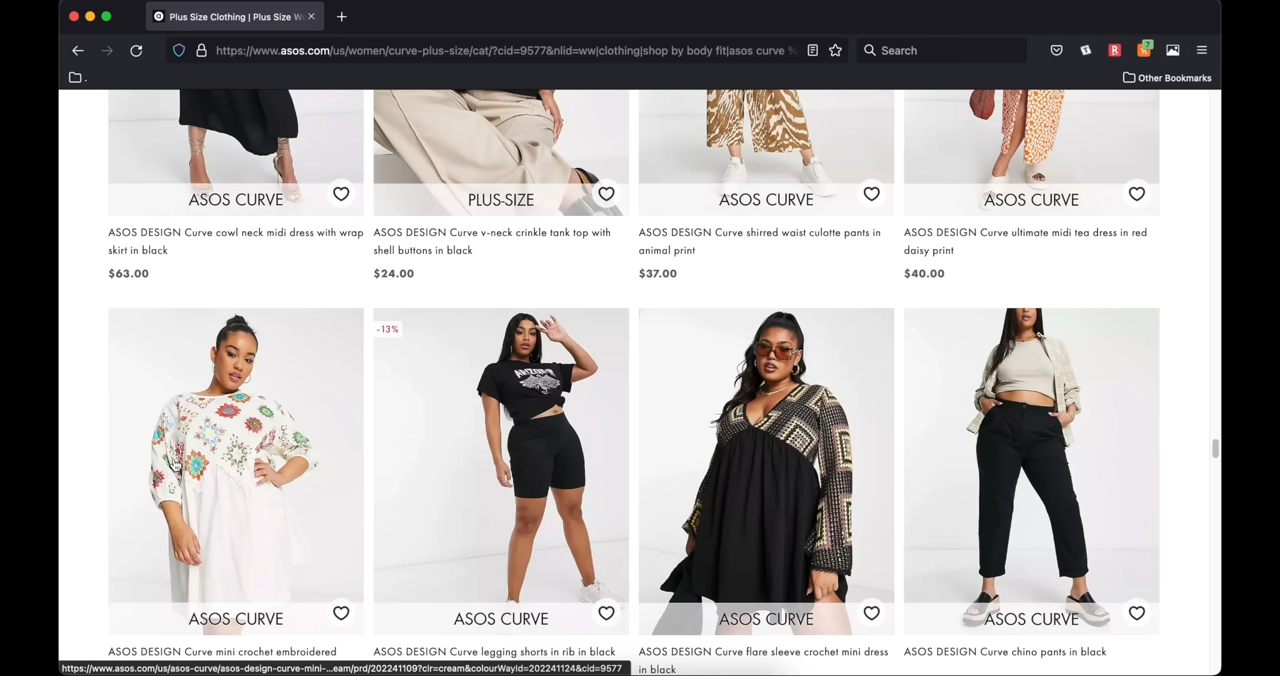 Plus Size Clothing | Plus Size Wo
https://www.asos.com/us/women/curve-plus-size/cat/?cid=9577&nlid=ww|clothing|shop by body fit|asos curve %
Search
R
7
.
Other Bookmarks
ASOS CURVE
PLUS-SIZE
ASOS CURVE
ASOS CURVE
ASOS DESIGN Curve cowl neck midi dress with wrap
skirt in black
$63.00
ASOS DESIGN Curve v-neck crinkle tank top with
shell buttons in black
$24.00
ASOS DESIGN Curve shirred waist culotte pants in
animal print
$37.00
ASOS DESIGN Curve ultimate midi tea dress in red
daisy print
$40.00
-13%
ASOS CURVE
ASOS CURVE
ASOS CURVE
ASOS CURVE
ASOS DESIGN Curve mini crochet embroidered
ASOS DESIGN Curve legging shorts in rib in black
ASOS DESIGN Curve flare sleeve crochet mini dress
in black
ASOS DESIGN Curve chino pants in black
https://www.asos.com/us/asos-curve/asos-design-curve-mini-...eam/prd/202241109?clr=cream&colourWayId=202241124&cid=9577